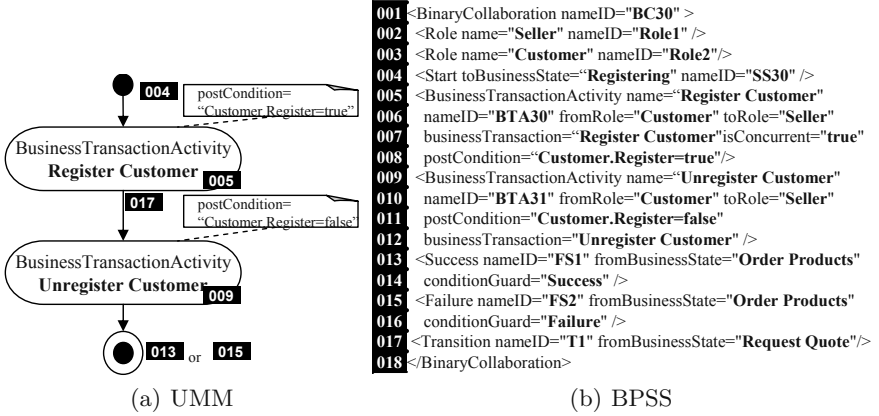 004
postCondition=
"Customer.Register=true"
BusinessTransactionActivity
Register Customer
005
017
postCondition=
"Customer.Register=false"
BusinessTransactionActivity
Unregister Customer
009
013 or 015
(a) UMM
001 <BinaryCollaboration nameID="BC30" >
002 <Role name="Seller" nameID="Role1" />
003 <Role name="Customer" nameID="Role2"/>
004 <Start toBusinessState=“Registering" nameID="SS30" />
005 <BusinessTransactionActivity name=“Register Customer"
006 nameID="BTA30" fromRole="Customer" toRole="Seller"
007 businessTransaction=“Register Customer"isConcurrent="true"
008 postCondition=“Customer.Register=true"/>
009 <BusinessTransactionActivity name=“Unregister Customer"
010 nameID="BTA31" fromRole="Customer" toRole="Seller"
011 postCondition="Customer.Register=false"
012 businessTransaction="Unregister Customer" />
013 <Success nameID="FS1" fromBusinessState="Order Products"
014 conditionGuard="Success" />
015 <Failure nameID="FS2" fromBusinessState="Order Products"
016 conditionGuard="Failure" />
017 <Transition nameID="T1" fromBusinessState="Request Quote"/>
018 </BinaryCollaboration>
(b) BPSS